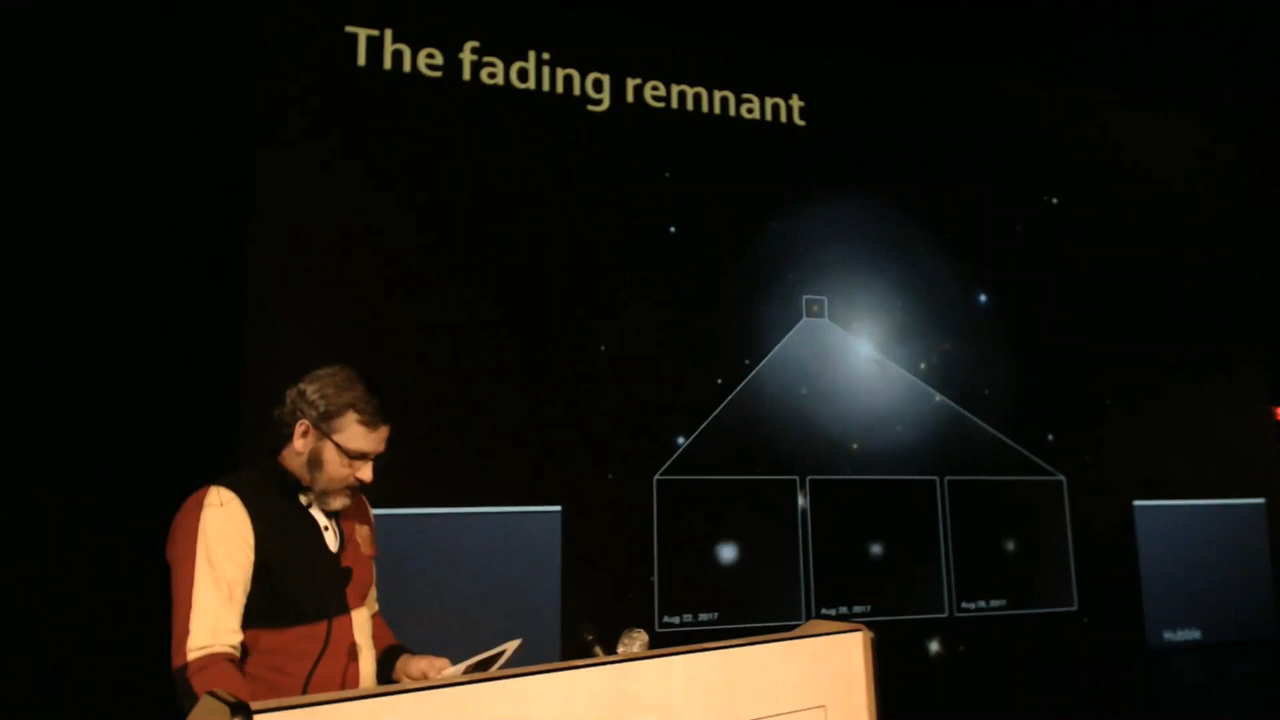 The fading remnant
Aug 22, 2017
Aug 26, 2017
Aug 28, 2017
Hubble